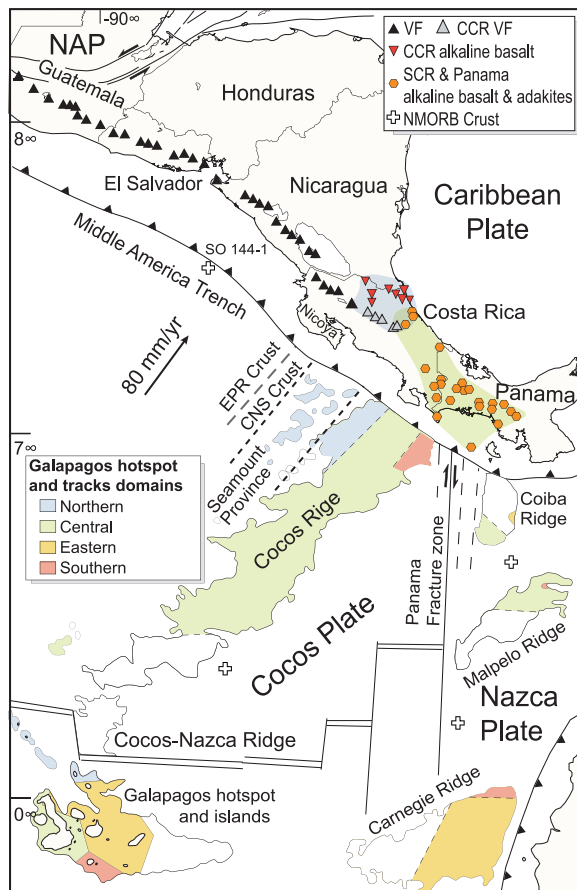 -90∞
NAP
Guatemala
Honduras
8∞
El Salvador
Nicaragua
VF
CCR VF
CCR alkaline basalt
SCR & Panama
alkaline basalt & adakites
NMORB Crust
Caribbean
Plate
Middle America Trench
SO 144-1
Nicoya
Costa Rica
80 mm/yr
EPR Crust
CNS Crust
Seamount
Province
Panama
7∞
Galapagos hotspot
and tracks domains
Northern
Central
Eastern
Southern
Cocos Rige
Coiba
Ridge
Panama
Fracture zone
Cocos Plate
Malpelo Ridge
Nazca
Plate
Cocos-Nazca Ridge
0∞
Galapagos hotspot
and islands
Carnegie Ridge